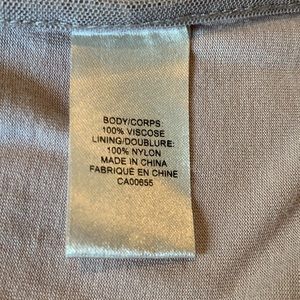 BODY/CORPS:
100% VISCOSE
LINING/DOUBLURE:
100% NYLON
MADE IN CHINA
FABRIQUÉ EN CHINE
CA00655